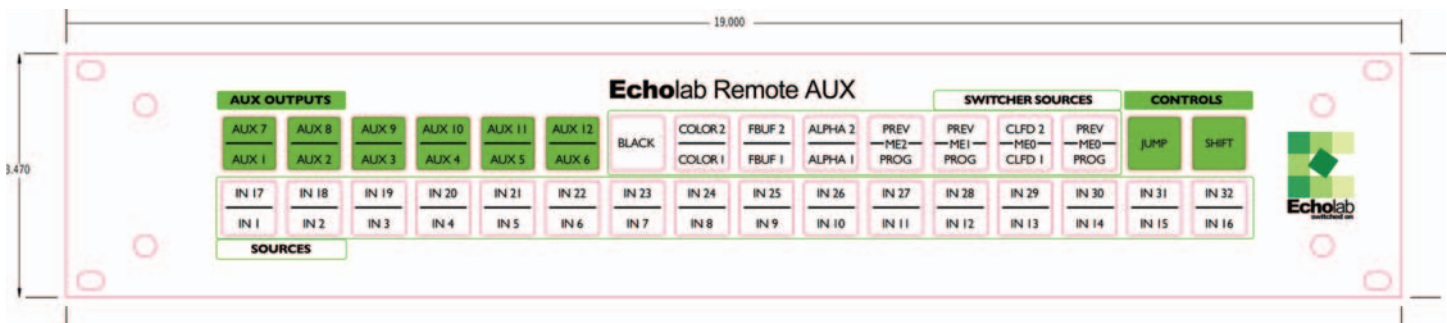 19.000
Echolab Remote AUX
AUX OUTPUTS
SWITCHER SOURCES
CONTROLS
AUX 7 AUX 8 AUX 9 AUX 10 AUX 11 AUX 12
AUX 1 AUX 2 AUX 3 AUX 4 AUX 5 AUX 6
BLACK
COLOR 2 FBUF 2 ALPHA 2 PREV PREV CLFD 2 PREV
ME2 ME1 ME0 ME0
COLOR 1 FBUF 1 ALPHA 1 PROG PROG CLFD 1 PROG
JUMP SHIFT
3.470
IN 17 IN 18 IN 19 IN 20 IN 21 IN 22 IN 23 IN 24 IN 25 IN 26 IN 27 IN 28 IN 29 IN 30 IN 31 IN 32
IN 1 IN 2 IN 3 IN 4 IN 5 IN 6 IN 7 IN 8 IN 9 IN 10 IN 11 IN 12 IN 13 IN 14 IN 15 IN 16
SOURCES
Echolab
switched on